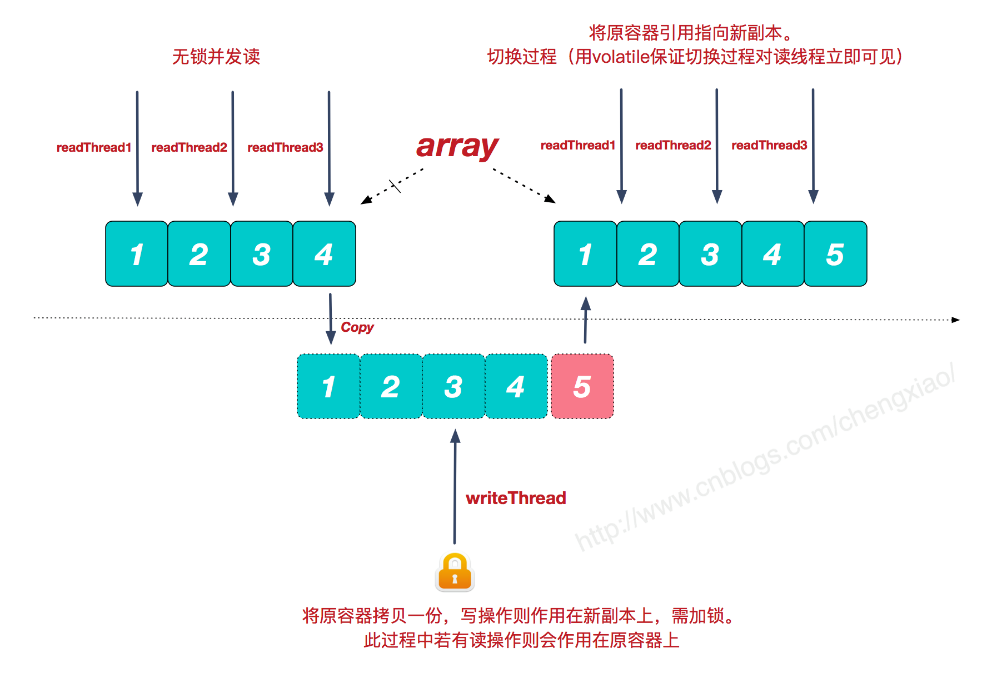 将原容器引用指向新副本。
无锁并发读
切换过程（用volatile保证切换过程对读线程立即可见）
readThread1 readThread2 readThread3
array
readThread1 readThread2 readThread3
1 2 3 4
1 2 3 4 5
Copy
1 2 3 4 5
writeThread
http://www.cnblogs.com/chengxiao/
将原容器拷贝一份，写操作则作用在新副本上，需加锁。
此过程中若有读操作则会作用在原容器上